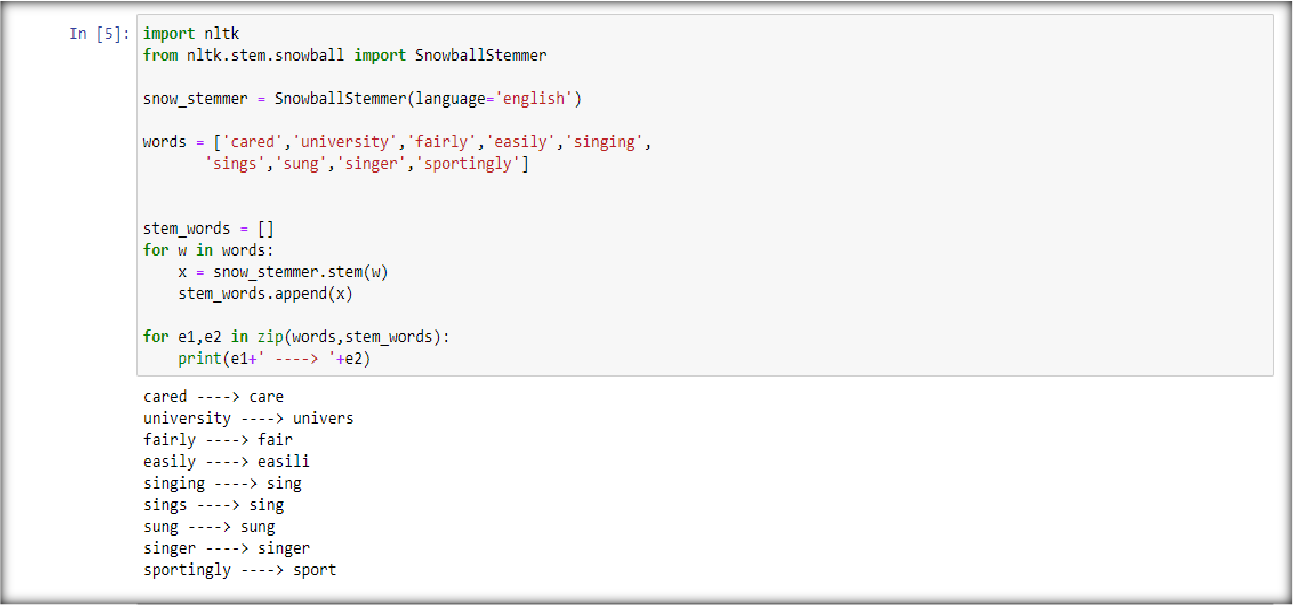 In [5]: import nltk
from nltk.stem.snowball import SnowballStemmer
snow_stemmer = SnowballStemmer(language='english')
words = ['cared','university','fairly','easily','singing',
'sings','sung','singer','sportingly']
stem_words = []
for w in words:
    x = snow_stemmer.stem(w)
    stem_words.append(x)
for e1,e2 in zip(words,stem_words):
    print(e1+' ----> '+e2)
cared ----> care
university ----> univers
fairly ----> fair
easily ----> easili
singing ----> sing
sings ----> sing
sung ----> sung
singer ----> singer
sportingly ----> sport